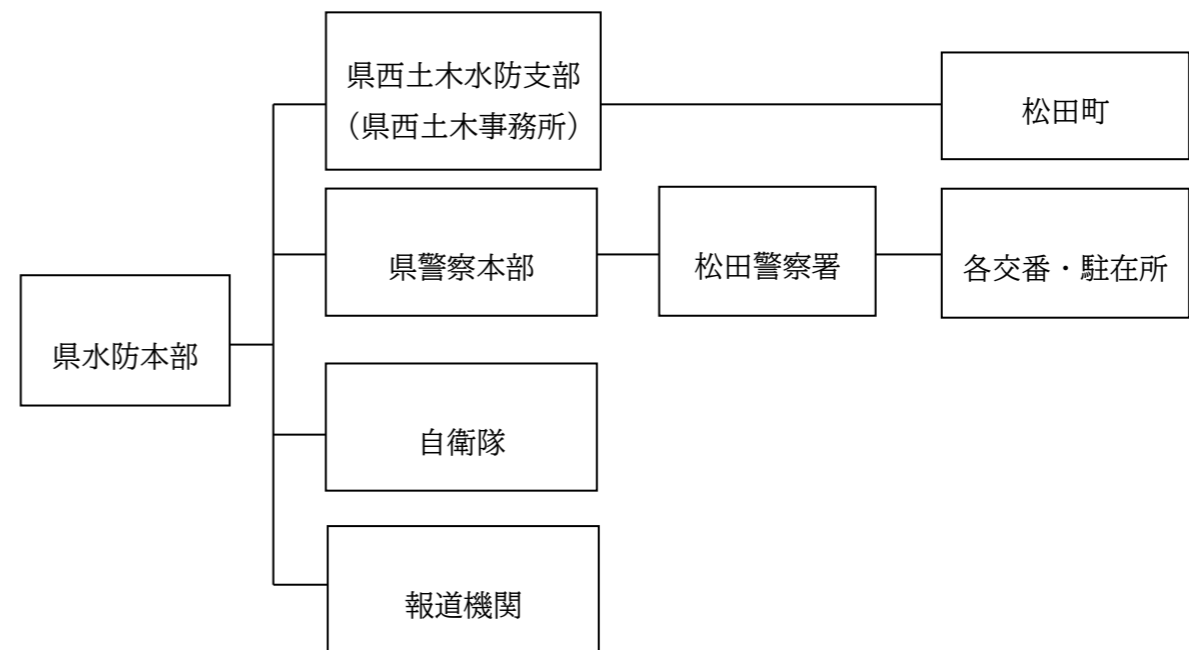 県西土木水防支部
（県西土木事務所）
松田町
県警察本部
松田警察署
各交番・駐在所
県水防本部
自衛隊
報道機関